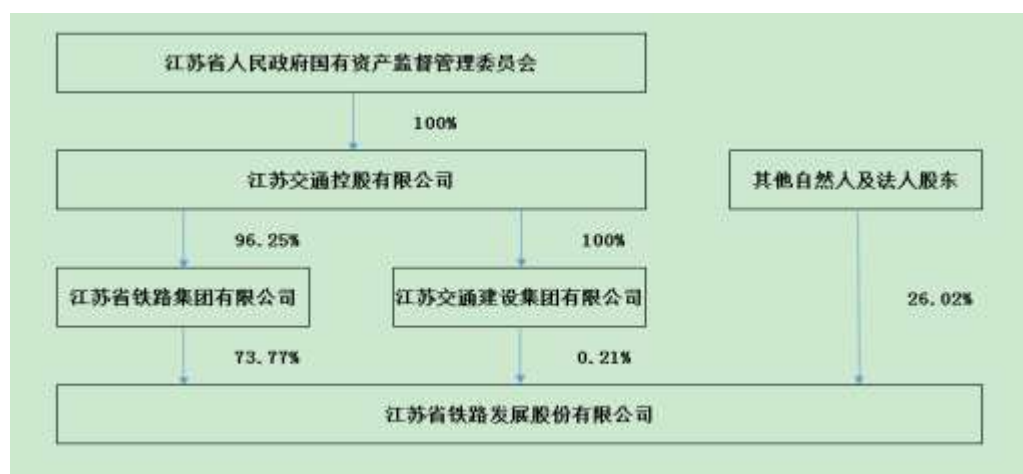 江苏省人民政府国有资产监督管理委员会
100%
江苏交通控股有限公司
其他自然人及法人股东
96.25%
100%
江苏省铁路集团有限公司
江苏交通建设集团有限公司
26.02%
73.77%
0.21%
江苏省铁路发展股份有限公司